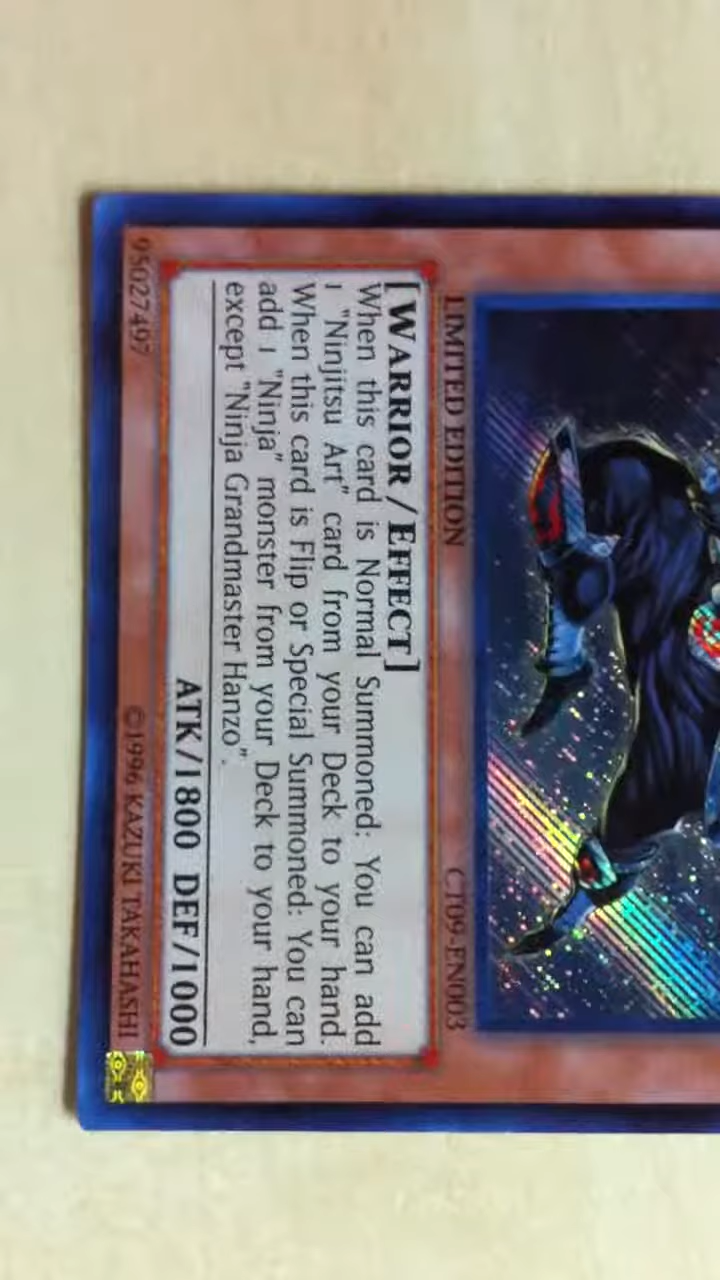 LIMITED EDITION CT09-EN003
[WARRIOR / EFFECT]
When this card is Normal Summoned: You can add
1 "Ninjitsu Art" card from your Deck to your hand.
When this card is Flip or Special Summoned: You can
add 1 "Ninja" monster from your Deck to your hand,
except "Ninja Grandmaster Hanzo".
ATK/1800 DEF/1000
95027497 ©1996 KAZUKI TAKAHASHI